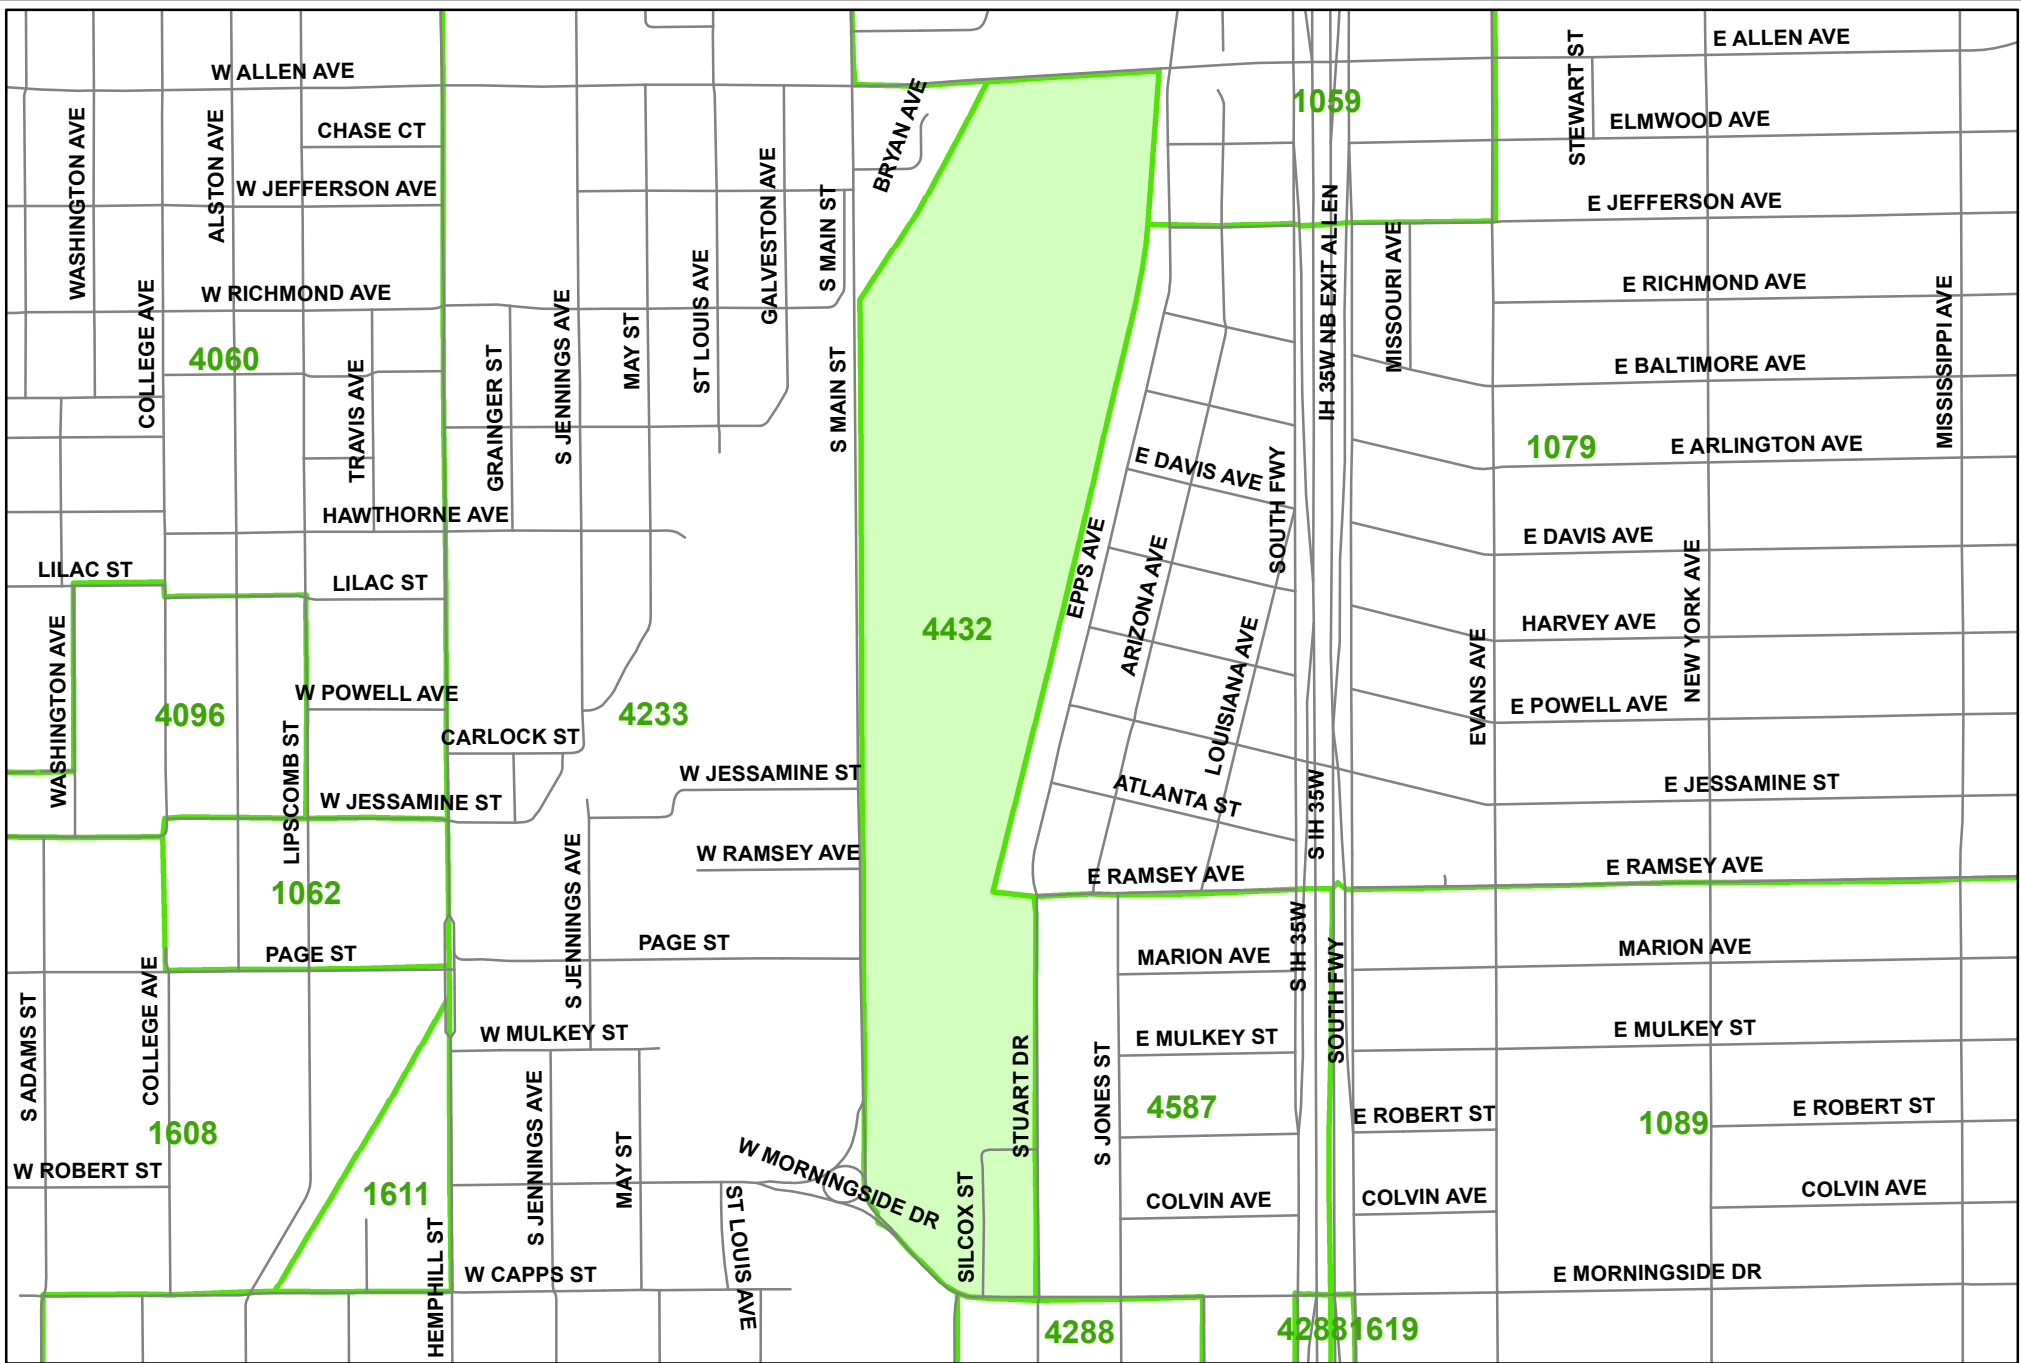 E ALLEN AVE
W ALLEN AVE
STEWART ST
1059
BRYAN AVE
ELMWOOD AVE
WASHINGTON AVE
ALSTON AVE
CHASE CT
W JEFFERSON AVE
GALVESTON AVE
S MAIN ST
IH 35W NB EXIT ALLEN
E JEFFERSON AVE
COLLEGE AVE
W RICHMOND AVE
ST LOUIS AVE
MISSOURI AVE
E RICHMOND AVE
MISSISSIPPI AVE
4060
TRAVIS AVE
GRAINGER ST
S JENNINGS AVE
MAY ST
S MAIN ST
E BALTIMORE AVE
1079
E ARLINGTON AVE
E DAVIS AVE
SOUTH FWY
HAWTHORNE AVE
E DAVIS AVE
LILAC ST
LILAC ST
EPPS AVE
ARIZONA AVE
NEW YORK AVE
4432
LOUISIANA AVE
HARVEY AVE
WASHINGTON AVE
EVANS AVE
4096
W POWELL AVE
4233
E POWELL AVE
LIPSCOMB ST
CARLOCK ST
W JESSAMINE ST
E JESSAMINE ST
W JESSAMINE ST
ATLANTA ST
S IH 35W
W RAMSEY AVE
E RAMSEY AVE
E RAMSEY AVE
1062
S JENNINGS AVE
PAGE ST
PAGE ST
MARION AVE
S IH 35W
SOUTH FWY
MARION AVE
S ADAMS ST
COLLEGE AVE
W MULKEY ST
STUART DR
S JONES ST
E MULKEY ST
E MULKEY ST
1608
S JENNINGS AVE
MAY ST
4587
E ROBERT ST
1089
E ROBERT ST
W ROBERT ST
W MORNINGSIDE DR
1611
ST LOUIS AVE
SILCOX ST
COLVIN AVE
COLVIN AVE
COLVIN AVE
HEMPHILL ST
W CAPPS ST
E MORNINGSIDE DR
4288
4288
1619